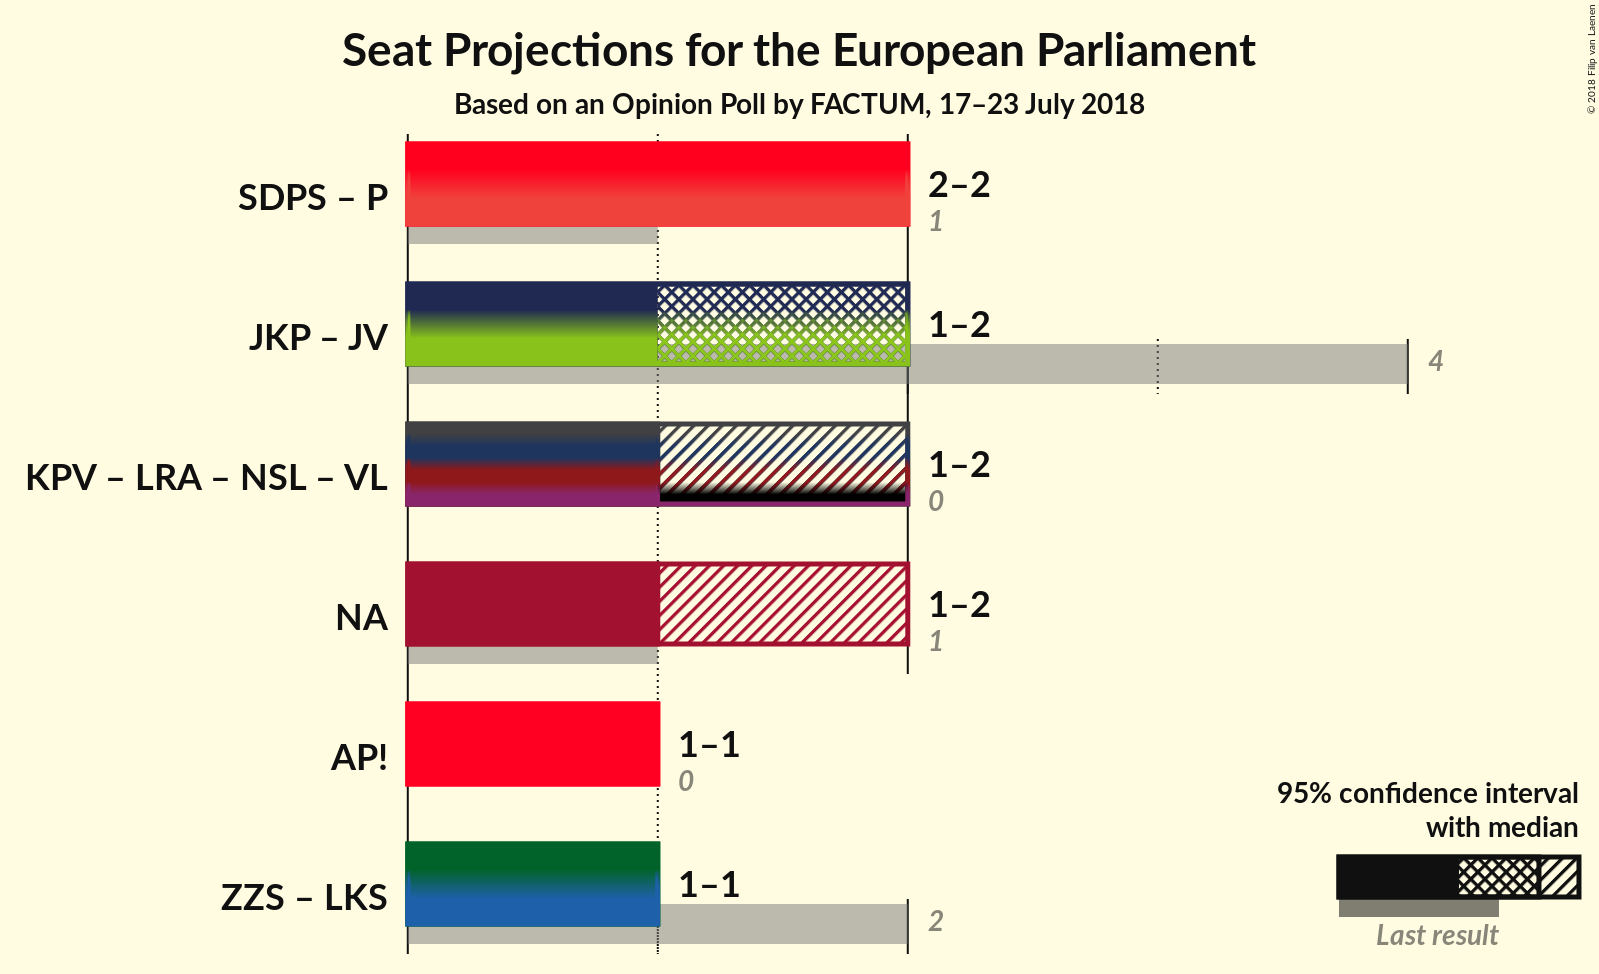 Seat Projections for the European Parliament
Based on an Opinion Poll by FACTUM, 17–23 July 2018
© 2018 Filip van Laenen
SDPS – P
2–2
1
JKP – JV
1–2
4
KPV – LRA – NSL – VL
1–2
0
NA
1–2
1
AP!
1–1
0
ZZS – LKS
1–1
2
95% confidence interval
with median
Last result